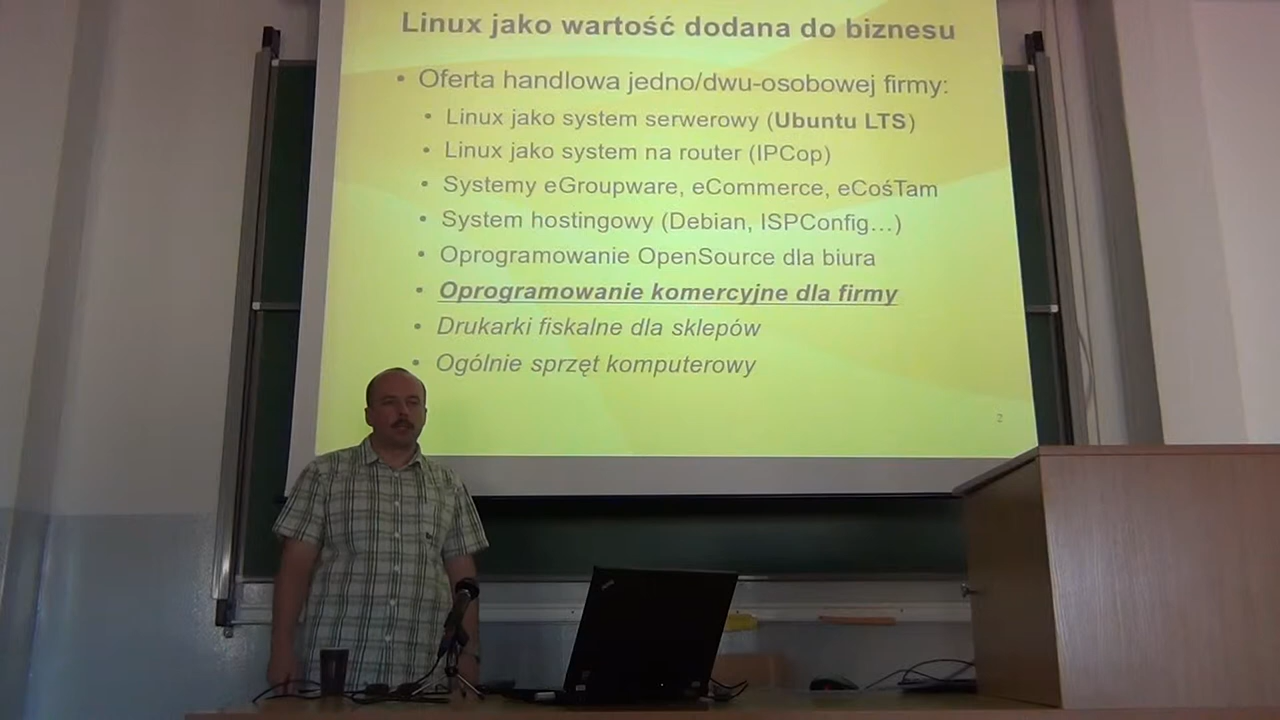 Linux jako wartość dodana do biznesu
• Oferta handlowa jedno/dwu-osobowej firmy:
• Linux jako system serwerowy (Ubuntu LTS)
• Linux jako system na router (IPCop)
• Systemy eGroupware, eCommerce, eCośTam
• System hostingowy (Debian, ISPConfig...)
• Oprogramowanie OpenSource dla biura
• Oprogramowanie komercyjne dla firmy
• Drukarki fiskalne dla sklepów
• Ogólnie sprzęt komputerowy
2